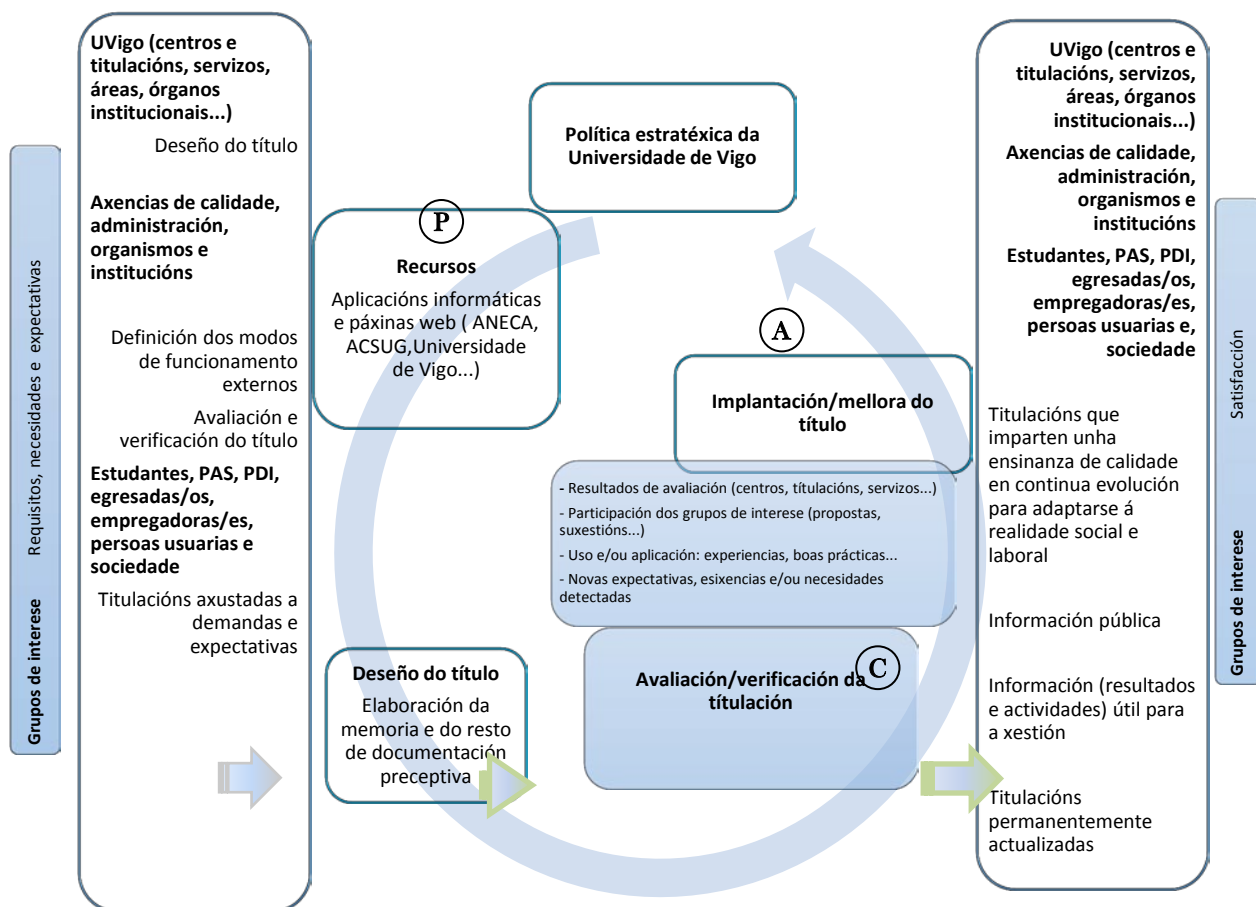 Grupos de interese Requisitos, necesidades e expectativas
UVigo (centros e
titulacións, servizos,
áreas, órganos
institucionais...)
Deseño do título
Axencias de calidade,
administración,
organismos e
institucións
Definición dos modos
de funcionamento
externos
Avaliación e
verificación do título
Estudantes, PAS, PDI,
egresadas/os,
empregadoras/es,
persoas usuarias e
sociedade
Titulacións axustadas a
demandas e
expectativas
Política estratéxica da
Universidade de Vigo
P
Recursos
Aplicacións informáticas
e páxinas web ( ANECA,
ACSUG,Universidade
de Vigo...)
A
Implantación/mellora do
título
- Resultados de avaliación (centros, títulacións, servizos...)
- Participación dos grupos de interese (propostas,
suxestións...)
- Uso e/ou aplicación: experiencias, boas prácticas...
- Novas expectativas, esixencias e/ou necesidades
detectadas
Deseño do título
Elaboración da
memoria e do resto
de documentación
preceptiva
C
Avaliación/verificación da
títulación
UVigo (centros e
titulacións, servizos,
áreas, órganos
institucionais...)
Axencias de calidade,
administración,
organismos e
institucións
Estudantes, PAS, PDI,
egresadas/os,
empregadoras/es,
persoas usuarias e,
sociedade
Titulacións que
imparten unha
ensinanza de calidade
en continua evolución
para adaptarse á
realidade social e
laboral
Información pública
Información (resultados
e actividades) útil para
a xestión
Titulacións
permanentemente
actualizadas
Grupos de interese Satisfacción